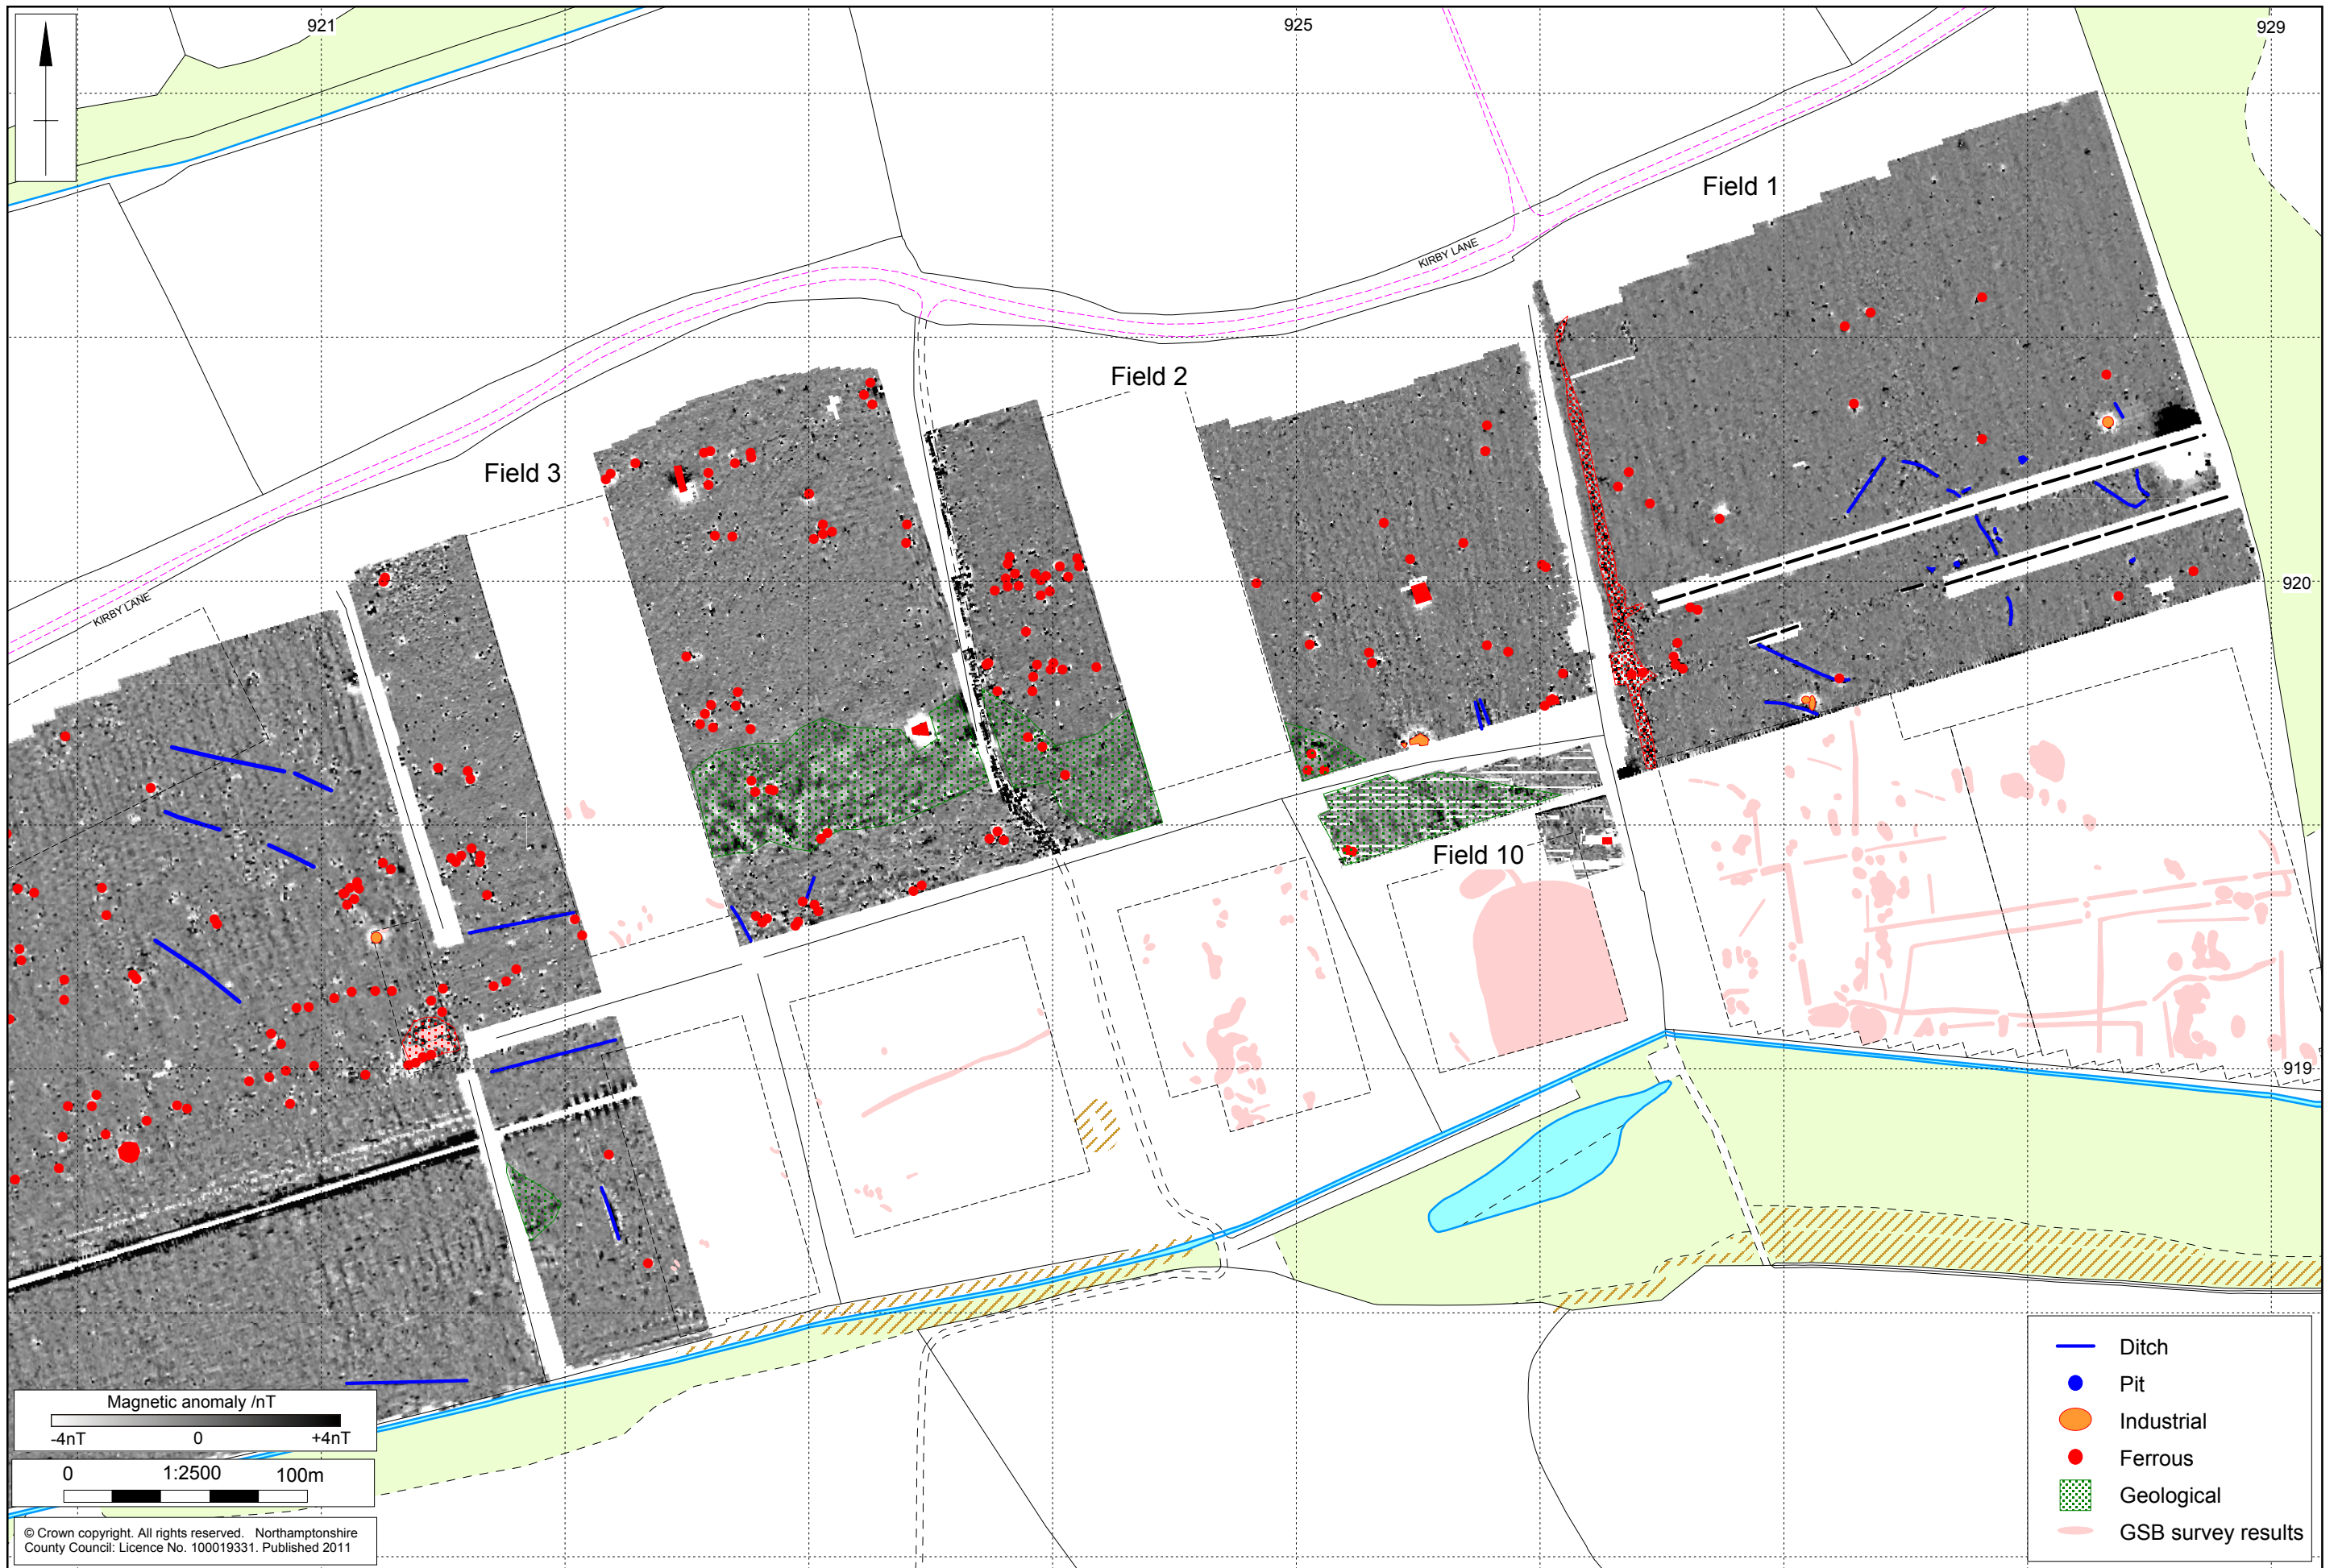 921
925
929
Field 1
KIRBY LANE
Field 2
Field 3
920
KIRBY LANE
Field 10
919
Magnetic anomaly /nT
-4nT 0 +4nT
0 1:2500 100m
© Crown copyright. All rights reserved. Northamptonshire
County Council: Licence No. 100019331. Published 2011
Ditch
Pit
Industrial
Ferrous
Geological
GSB survey results